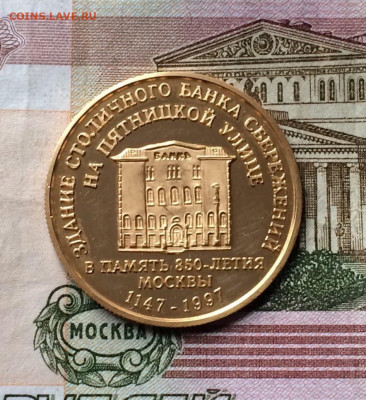 COINS.LAVE.RU
ЗДАНИЕ СТОЛИЧНОГО БАНКА СБЕРЕЖЕНИЙ
НА ПЯТНИЦКОЙ УЛИЦЕ
БАНКЪ
В ПАМЯТЬ 850-ЛЕТИЯ
МОСКВЫ
1147-1997
МОСКВА